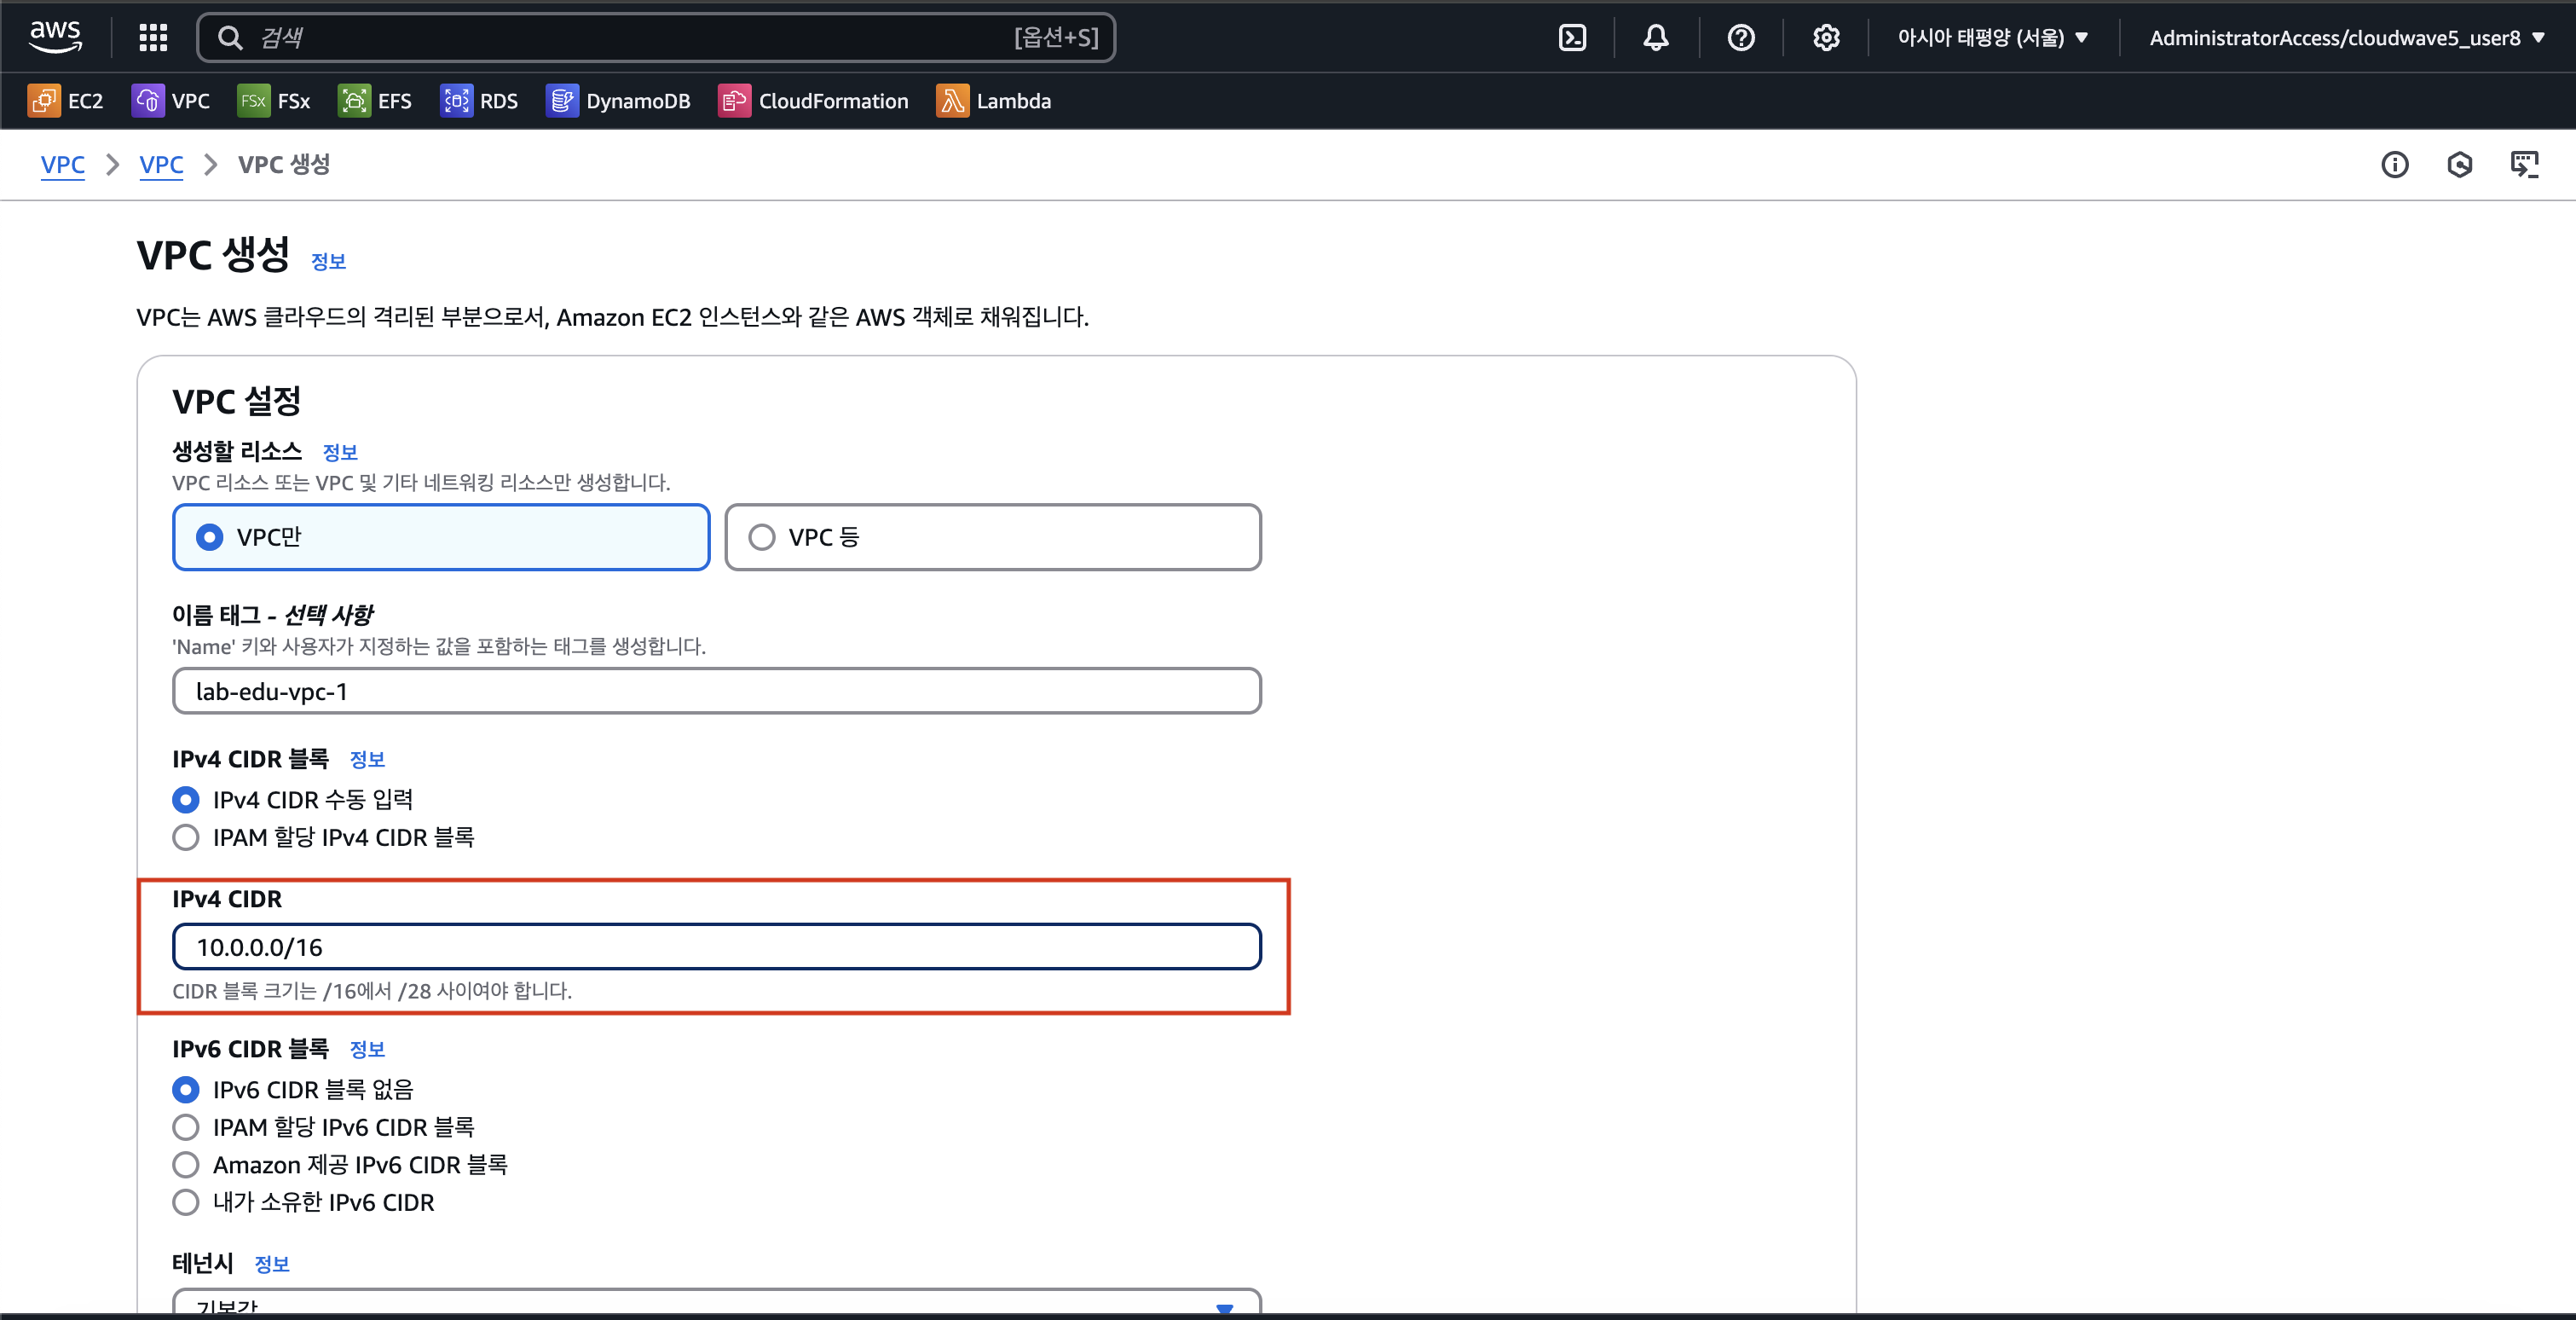 aws
검색 [옵션+S] 아시아 태평양 (서울) AdministratorAccess/cloudwave5_user8
EC2 VPC FSx FSx EFS RDS DynamoDB CloudFormation Lambda
VPC VPC VPC 생성
VPC 생성 정보
VPC는 AWS 클라우드의 격리된 부분으로서, Amazon EC2 인스턴스와 같은 AWS 객체로 채워집니다.
VPC 설정
생성할 리소스 정보
VPC 리소스 또는 VPC 및 기타 네트워킹 리소스만 생성합니다.
VPC만 VPC 등
이름 태그 - 선택 사항
'Name' 키와 사용자가 지정하는 값을 포함하는 태그를 생성합니다.
lab-edu-vpc-1
IPv4 CIDR 블록 정보
IPv4 CIDR 수동 입력
IPAM 할당 IPv4 CIDR 블록
IPv4 CIDR
10.0.0.0/16
CIDR 블록 크기는 /16에서 /28 사이여야 합니다.
IPv6 CIDR 블록 정보
IPv6 CIDR 블록 없음
IPAM 할당 IPv6 CIDR 블록
Amazon 제공 IPv6 CIDR 블록
내가 소유한 IPv6 CIDR
테넌시 정보
기본값